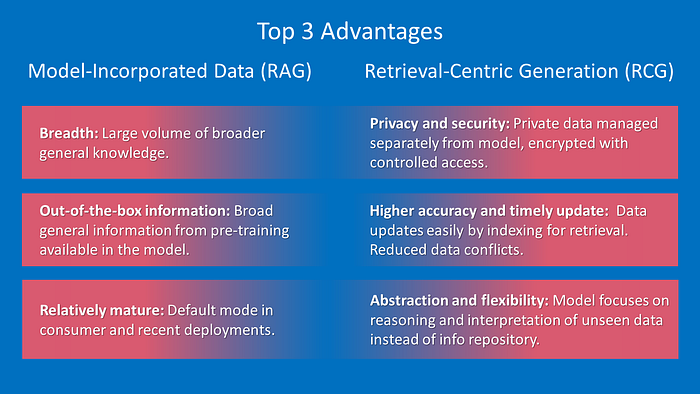 Top 3 Advantages
Model-Incorporated Data (RAG)
Retrieval-Centric Generation (RCG)
Breadth: Large volume of broader
general knowledge.
Privacy and security: Private data managed
separately from model, encrypted with
controlled access.
Out-of-the-box information: Broad
general information from pre-training
available in the model.
Higher accuracy and timely update: Data
updates easily by indexing for retrieval.
Reduced data conflicts.
Relatively mature: Default mode in
consumer and recent deployments.
Abstraction and flexibility: Model focuses on
reasoning and interpretation of unseen data
instead of info repository.